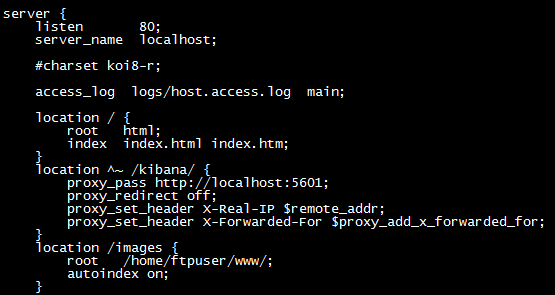 server {
    listen       80;
    server_name  localhost;

    #charset koi8-r;

    access_log  logs/host.access.log  main;

    location / {
        root   html;
        index  index.html index.htm;
    }
    location ^~ /kibana/ {
        proxy_pass http://localhost:5601;
        proxy_redirect off;
        proxy_set_header X-Real-IP $remote_addr;
        proxy_set_header X-Forwarded-For $proxy_add_x_forwarded_for;
    }
    location /images {
        root   /home/ftpuser/www/;
        autoindex on;
    }